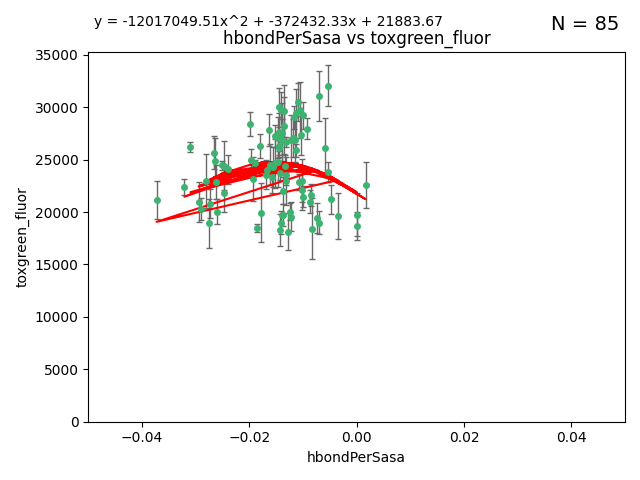 y = -12017049.51x^2 + -372432.33x + 21883.67
N = 85
hbondPerSasa vs toxgreen_fluor
35000
30000
25000
20000
15000
10000
5000
0
toxgreen_fluor
−0.04
−0.02
0.00
0.02
0.04
hbondPerSasa